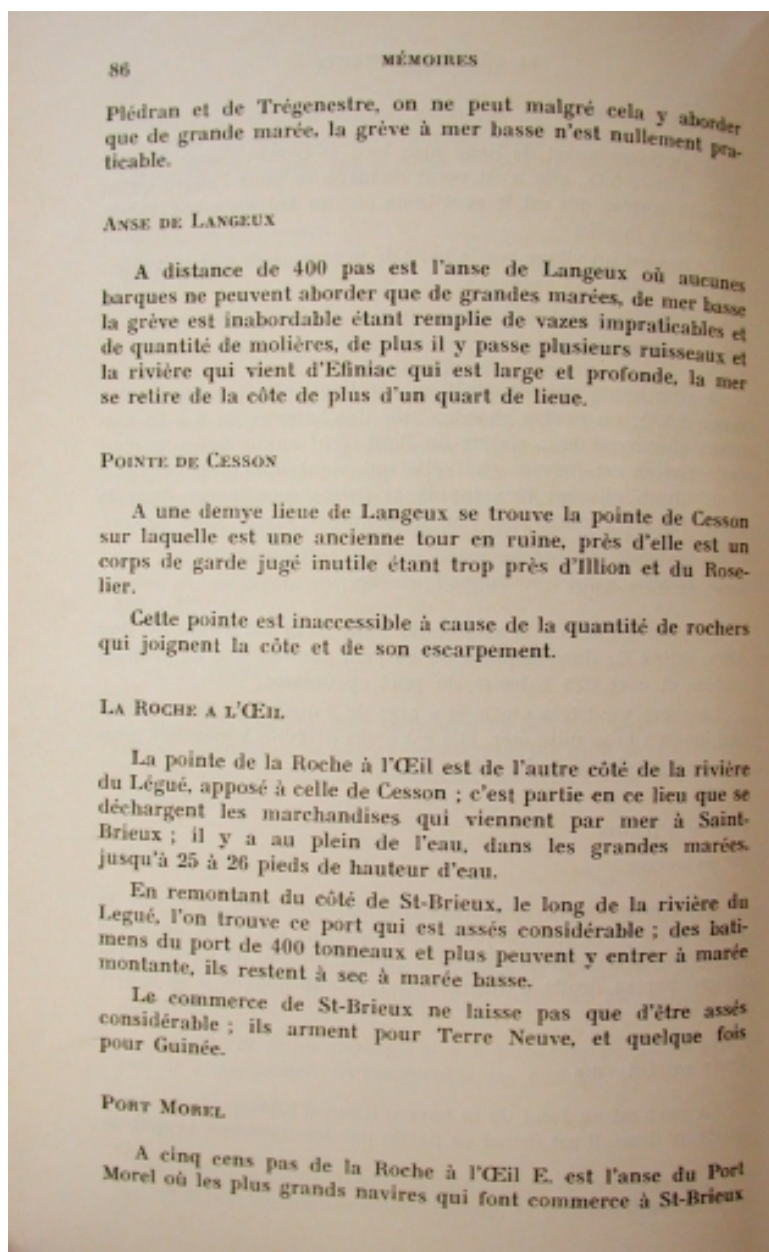 86
MÉMOIRES
Plédran et de Trégenestre, on ne peut malgré cela y aborder
que de grande marée, la grève à mer basse n'est nullement pra-
ticable.
ANSE DE LANGEUX
A distance de 400 pas est l'anse de Langeux où aucunes
barques ne peuvent aborder que de grandes marées, de mer basse
la grève est inabordable étant remplie de vazes impraticables et
de quantité de molières, de plus il y passe plusieurs ruisseaux et
la rivière qui vient d'Efiniac qui est large et profonde, la mer
se retire de la côte de plus d'un quart de lieue.
POINTE DE CESSON
A une demye lieue de Langeux se trouve la pointe de Cesson
sur laquelle est une ancienne tour en ruine, près d'elle est un
corps de garde jugé inutile étant trop près d'Illion et du Rose-
lier.
Cette pointe est inaccessible à cause de la quantité de rochers
qui joignent la côte et de son escarpement.
LA ROCHE A L'ŒIL
La pointe de la Roche à l'Œil est de l'autre côté de la rivière
du Légué, apposé à celle de Cesson ; c'est partie en ce lieu que se
déchargent les marchandises qui viennent par mer à Saint-
Brieux ; il y a au plein de l'eau, dans les grandes marées,
jusqu'à 25 à 26 pieds de hauteur d'eau.
En remontant du côté de St-Brieux, le long de la rivière du
Legué, l'on trouve ce port qui est assés considérable ; des bati-
mens du port de 400 tonneaux et plus peuvent y entrer à marée
montante, ils restent à sec à marée basse.
Le commerce de St-Brieux ne laisse pas que d'être assés
considérable ; ils arment pour Terre Neuve, et quelque fois
pour Guinée.
PORT MOREL
A cinq cens pas de la Roche à l'Œil E. est l'anse du Port
Morel où les plus grands navires qui font commerce à St-Brieux